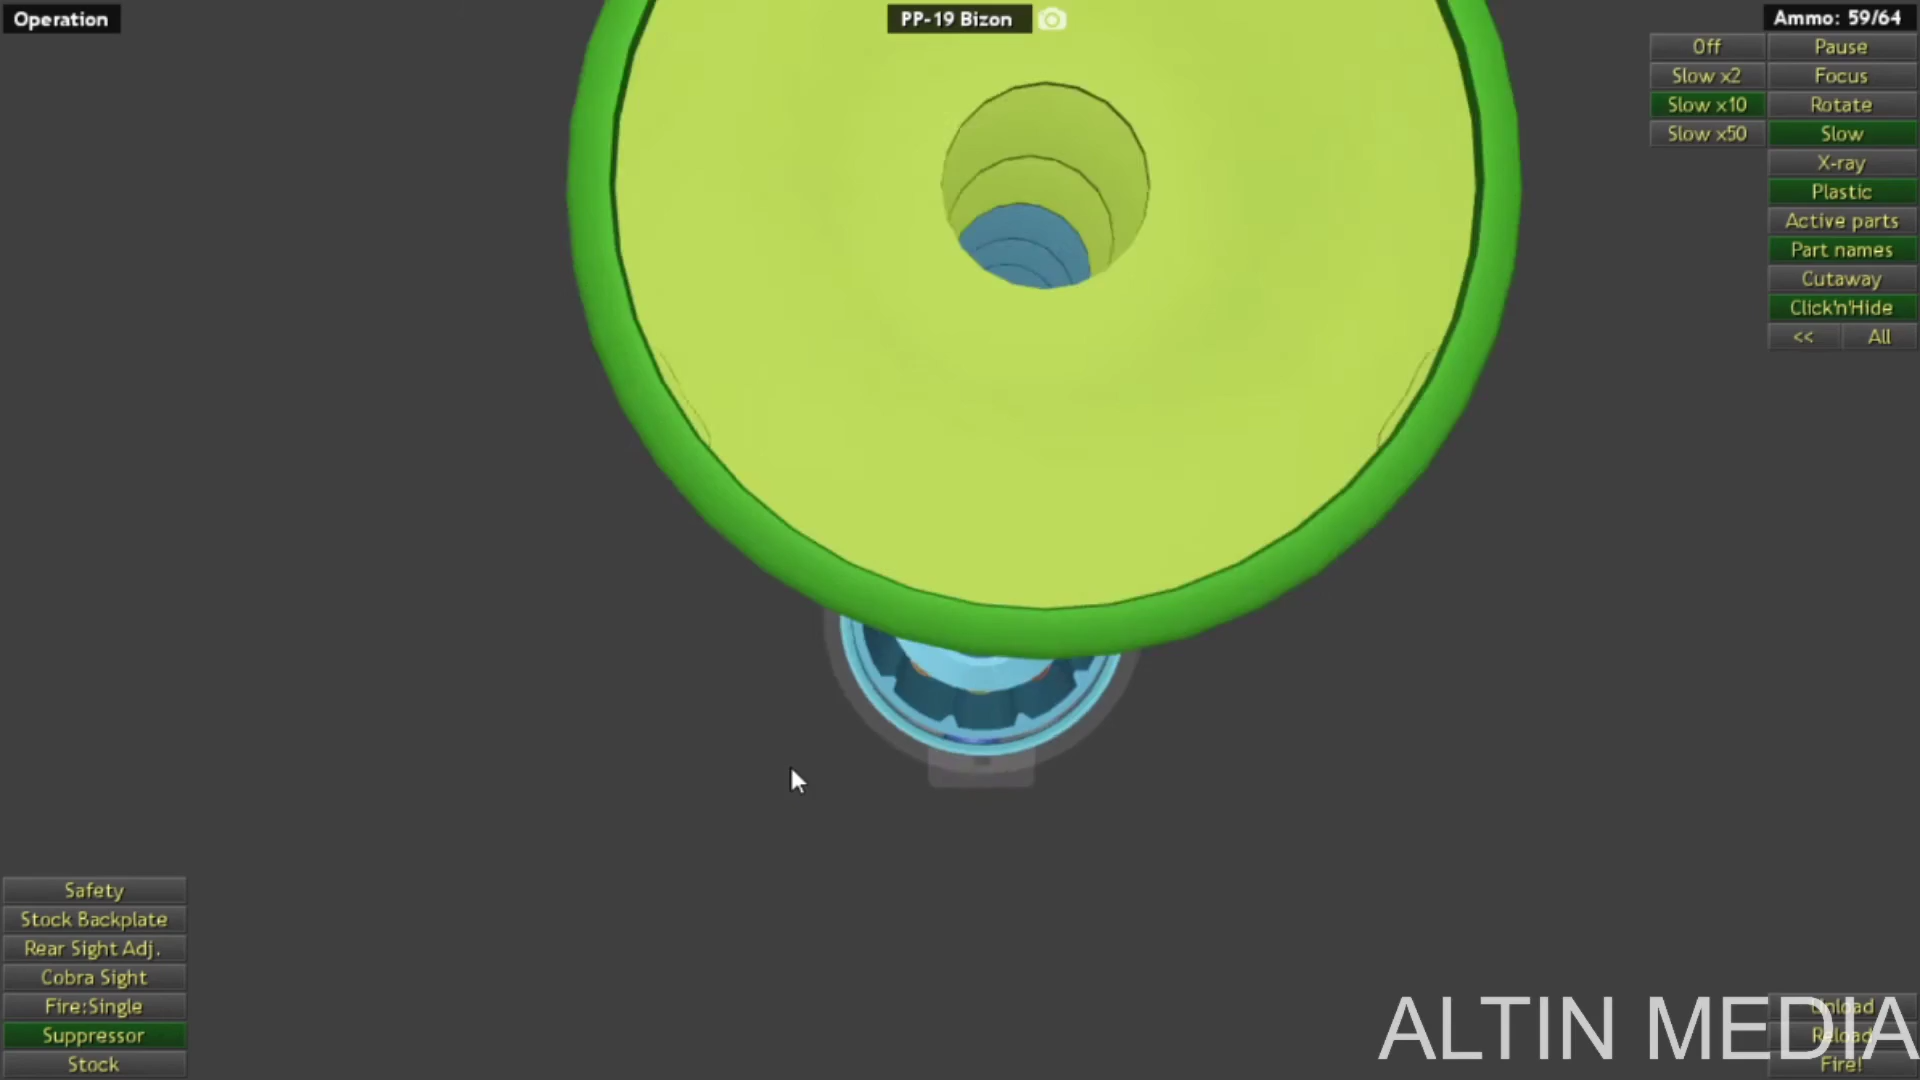 Operation
PP-19 Bizon
Ammo: 59/64
Off
Pause
Slow x2
Focus
Slow x10
Rotate
Slow x50
Slow
X-ray
Plastic
Active parts
Part names
Cutaway
Click'n'Hide
<< All
Safety
Stock Backplate
Rear Sight Adj.
Cobra Sight
Fire:Single
Suppressor
Stock
Unload
Reload
Fire!
ALTIN MEDIA